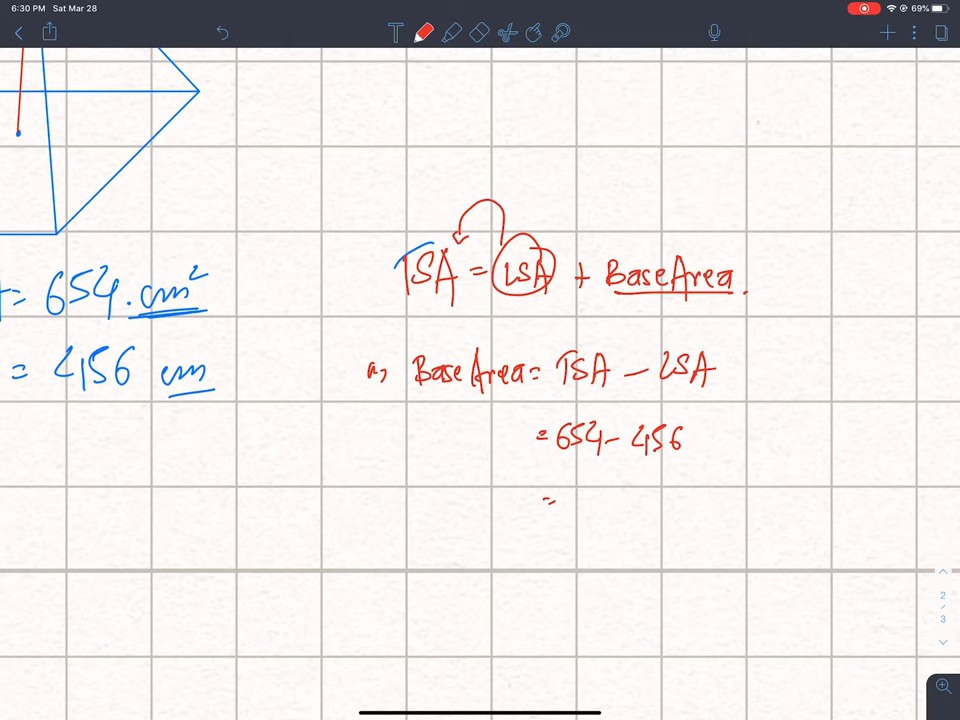 6:30 PM Sat Mar 28
69%
TSA = LSA + Base Area.
= 654 . cm²
= 456 cm
a, Base Area = TSA - LSA
= 654 - 456
=
2
/
3